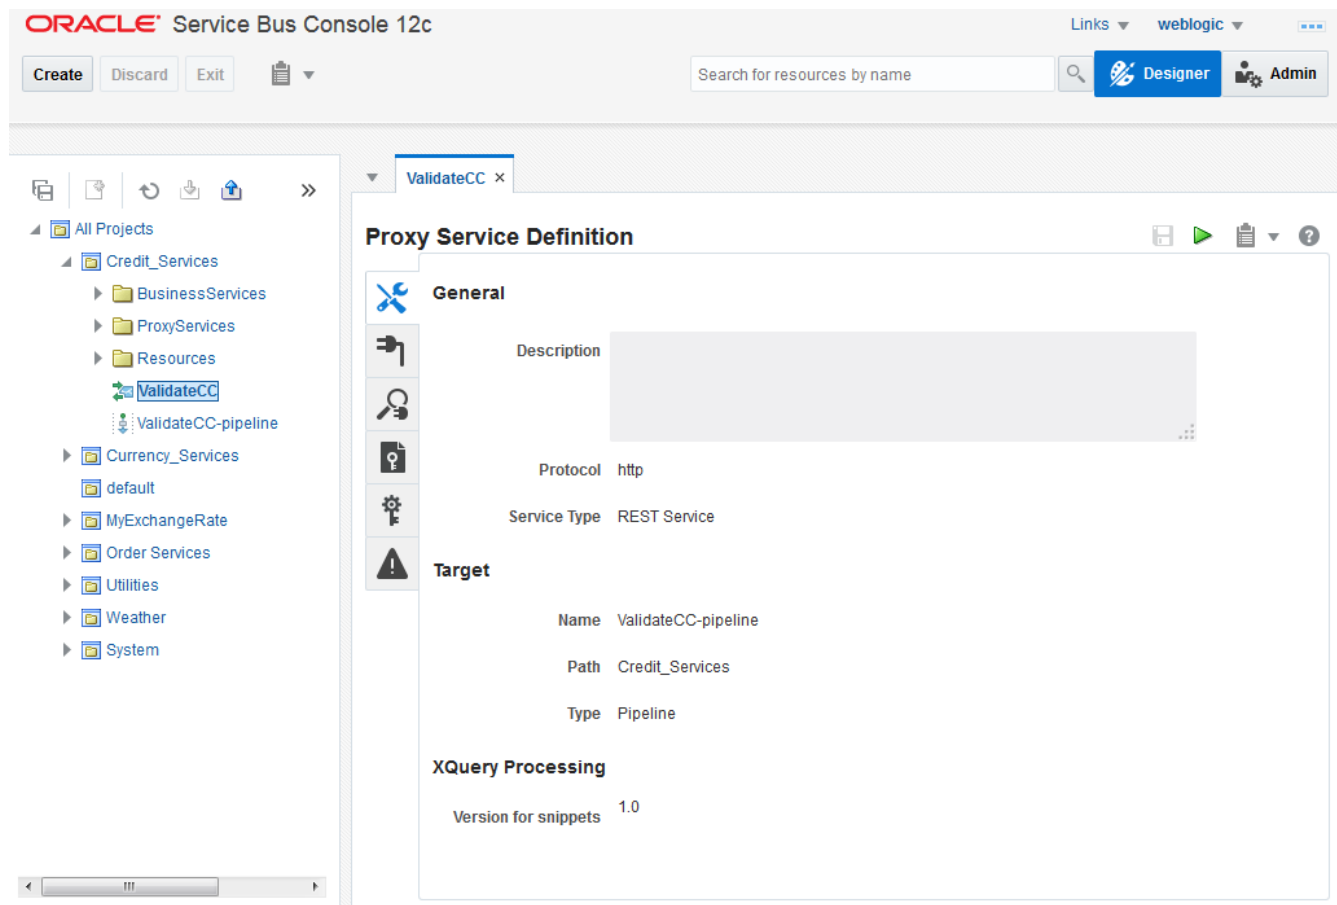 ORACLE Service Bus Console 12c
Links
weblogic
Create
Discard
Exit
Search for resources by name
Designer
Admin
ValidateCC
All Projects
Credit_Services
BusinessServices
ProxyServices
Resources
ValidateCC
ValidateCC-pipeline
Currency_Services
default
MyExchangeRate
Order Services
Utilities
Weather
System
Proxy Service Definition
General
Description
Protocol http
Service Type REST Service
Target
Name ValidateCC-pipeline
Path Credit_Services
Type Pipeline
XQuery Processing
Version for snippets 1.0